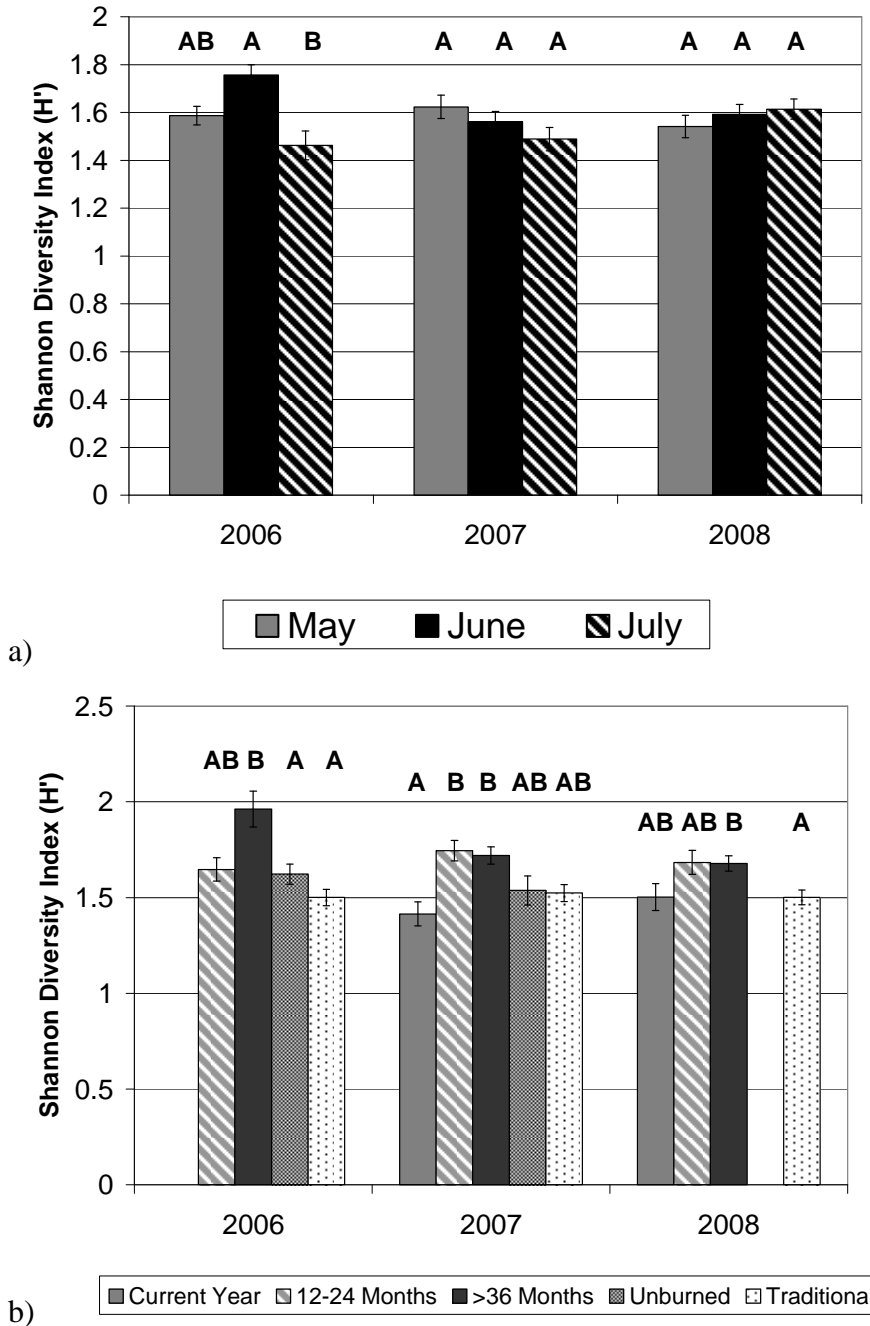 2
1.8
1.6
1.4
1.2
1
0.8
0.6
0.4
0.2
0
Shannon Diversity Index (H')
AB A B A A A A A A
2006 2007 2008
May June July
a)
2.5
2
1.5
1
0.5
0
Shannon Diversity Index (H')
AB B A A A B B AB AB AB AB B A
2006 2007 2008
Current Year 12-24 Months >36 Months Unburned Traditiona
b)